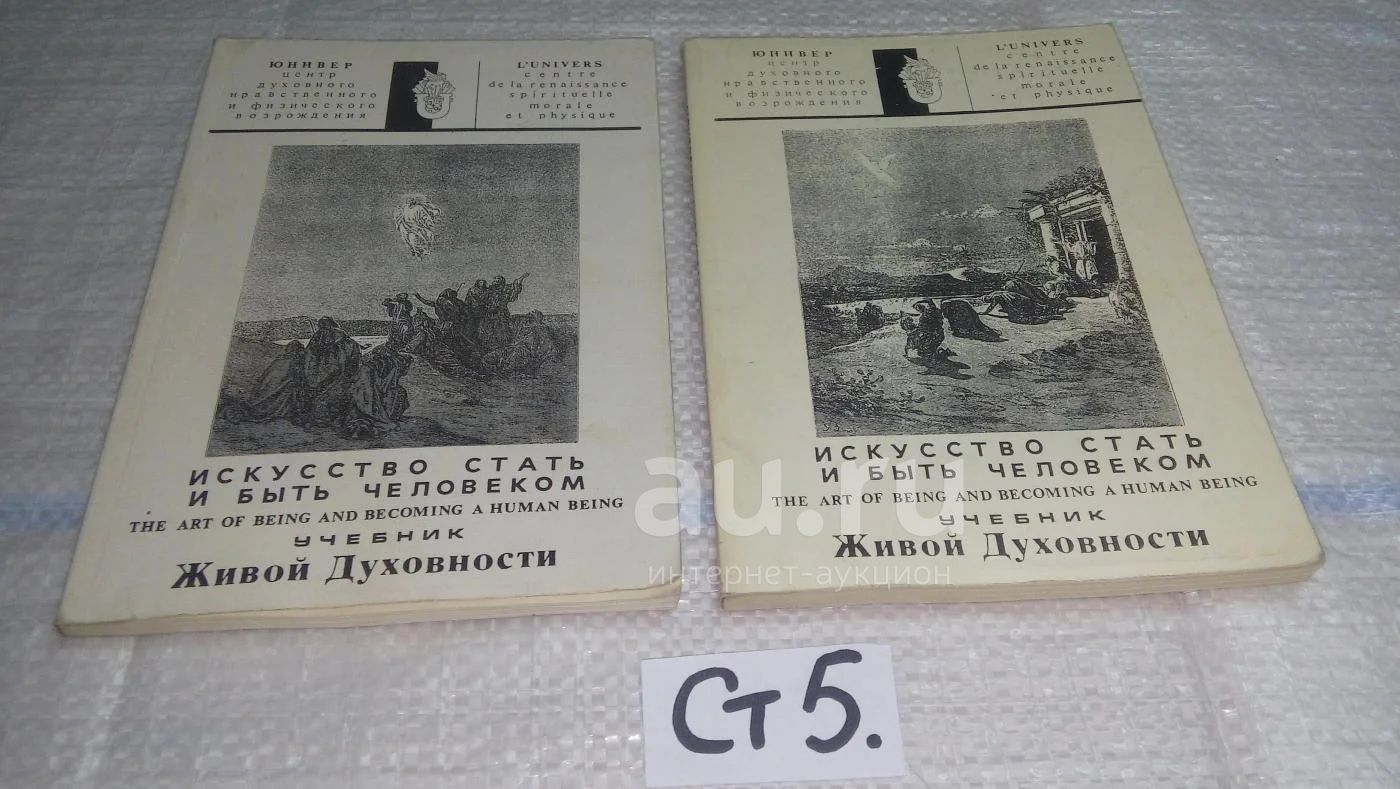 ЮНИВЕР
центр
духовного
нравственного
и физического
возрождения
L'UNIVERS
centre
de la renaissance
spirituelle
morale
et physique
ИСКУССТВО СТАТЬ
И БЫТЬ ЧЕЛОВЕКОМ
THE ART OF BEING AND BECOMING A HUMAN BEING
УЧЕБНИК
Живой Духовности
ЮНИВЕР
центр
духовного
нравственного
и физического
возрождения
L'UNIVERS
centre
de la renaissance
spirituelle
morale
et physique
ИСКУССТВО СТАТЬ
И БЫТЬ ЧЕЛОВЕКОМ
THE ART OF BEING AND BECOMING A HUMAN BEING
УЧЕБНИК
Живой Духовности
au.ru
интернет-аукцион
Ст 5.